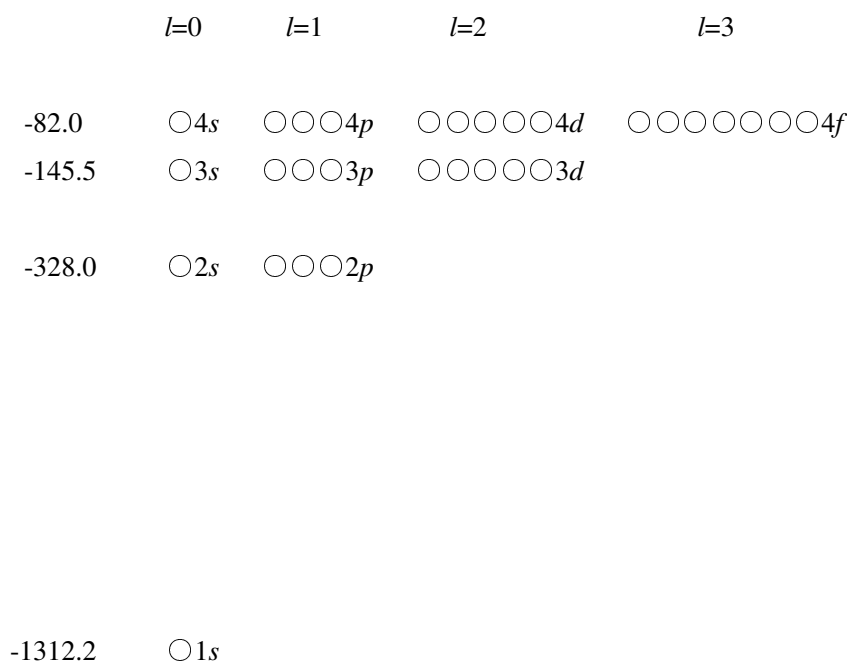 l=0 l=1 l=2 l=3
-82.0 4s 4p 4d 4f
-145.5 3s 3p 3d
-328.0 2s 2p
-1312.2 1s